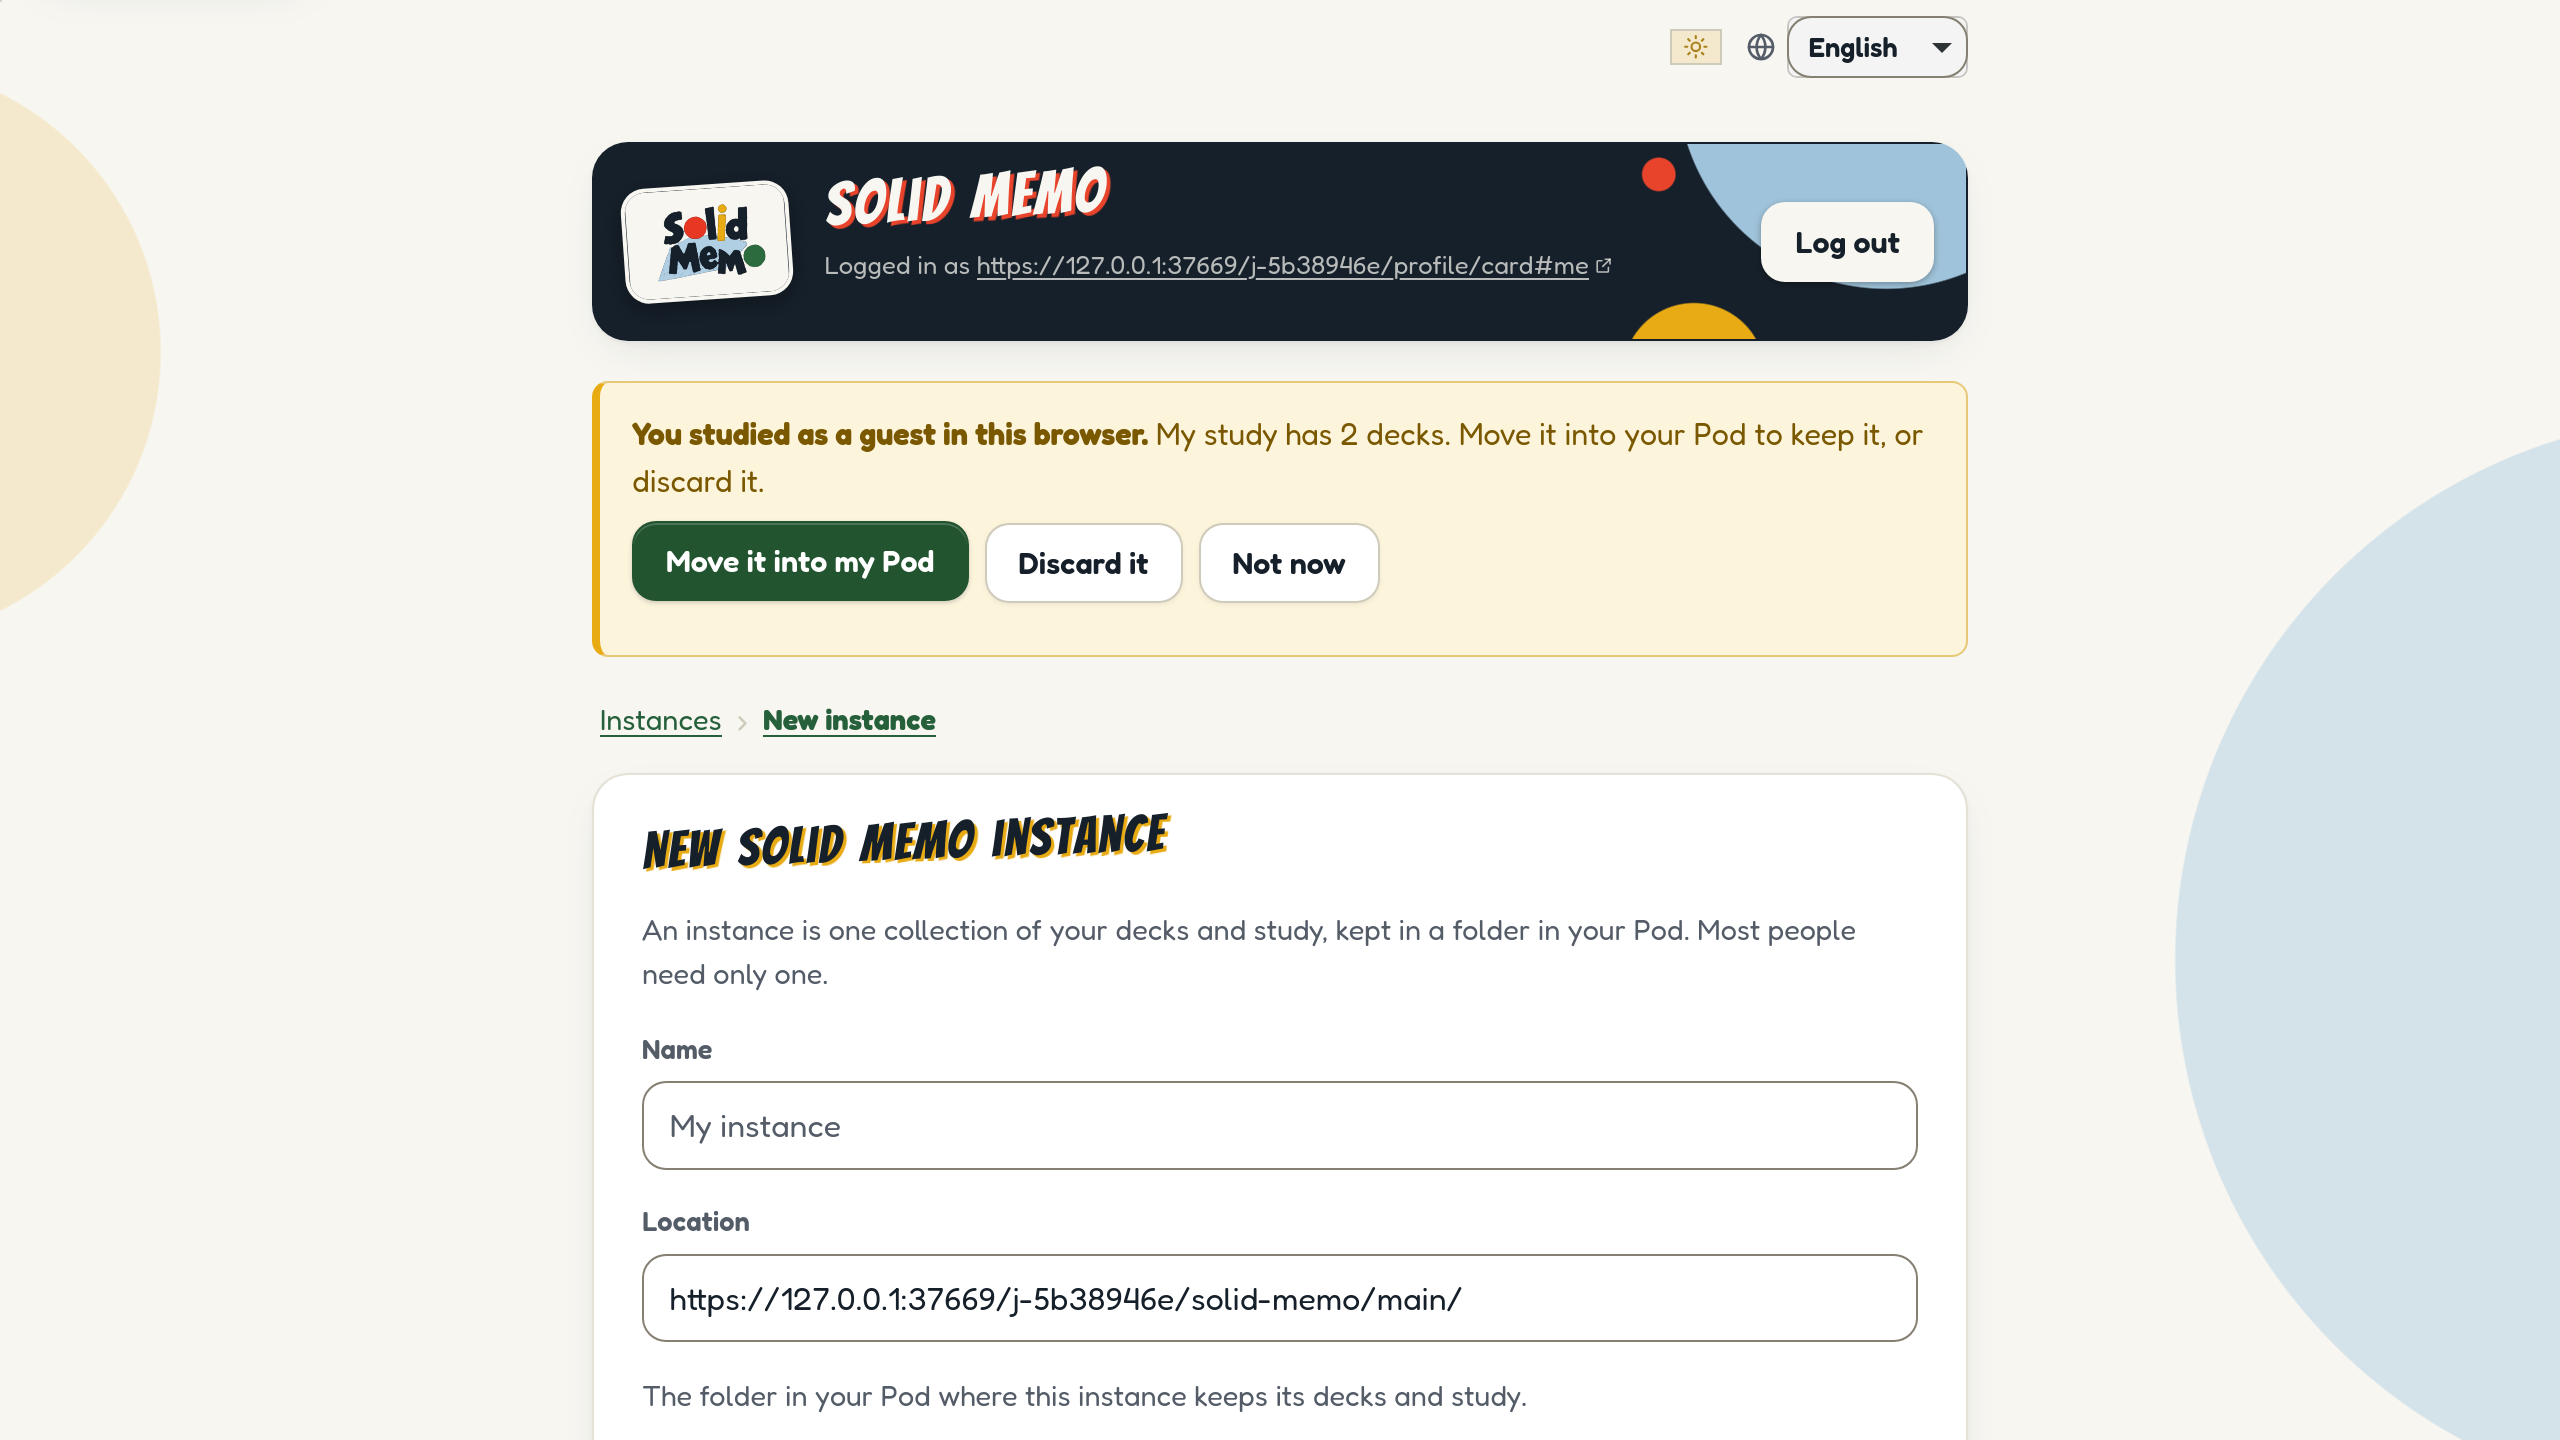 English
Solid
Memo
SOLID MEMO
Logged in as https://127.0.0.1:37669/j-5b38946e/profile/card#me
Log out
You studied as a guest in this browser. My study has 2 decks. Move it into your Pod to keep it, or
discard it.
Move it into my Pod
Discard it
Not now
Instances
New instance
NEW SOLID MEMO INSTANCE
An instance is one collection of your decks and study, kept in a folder in your Pod. Most people
need only one.
Name
My instance
Location
https://127.0.0.1:37669/j-5b38946e/solid-memo/main/
The folder in your Pod where this instance keeps its decks and study.